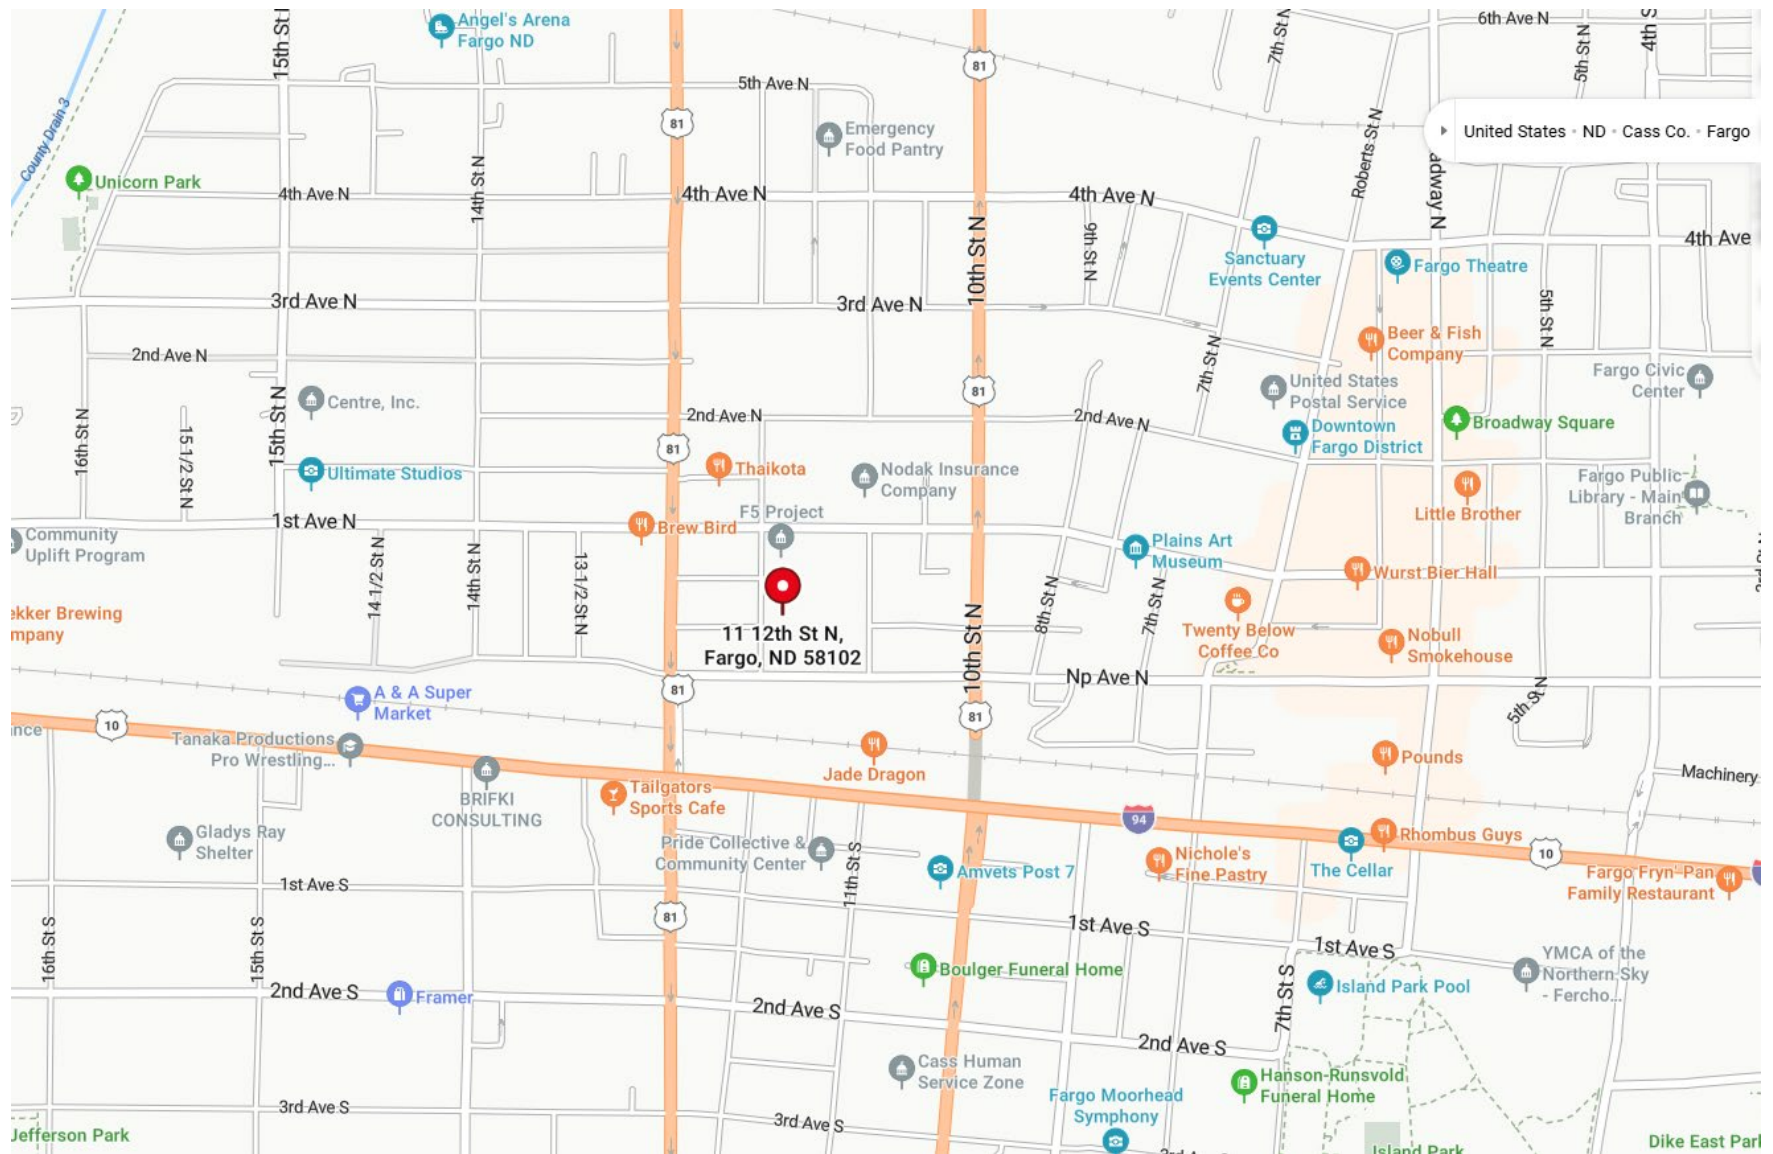 Angel's Arena
Fargo ND
15th St N
81
81
7th St N
6th Ave N
5th St N
4th S
County Drain 3
5th Ave N
Emergency
Food Pantry
Roberts St N
United States • ND • Cass Co. • Fargo
adway N
Unicorn Park
14th St N
4th Ave N
4th Ave N
4th Ave N
10th St N
9th St N
Sanctuary
Events Center
Fargo Theatre
4th Ave
3rd Ave N
3rd Ave N
5th St N
Beer & Fish
Company
2nd Ave N
7th St N
United States
Postal Service
Fargo Civic
Center
Centre, Inc.
81
2nd Ave N
2nd Ave N
Downtown
Fargo District
Broadway Square
16th St N
15 1/2 St N
15th St N
81
Ultimate Studios
Thaikota
Nodak Insurance
Company
Fargo Public
Library - Main
Branch
Little Brother
1st Ave N
Brew Bird
F5 Project
Community
Uplift Program
Plains Art
Museum
Wurst Bier Hall
14 1/2 St N
14th St N
13 1/2 St N
8th St N
7th St N
ekker Brewing
mpany
11 12th St N,
Fargo, ND 58102
10th St N
Twenty Below
Coffee Co
Nobull
Smokehouse
Np Ave N
81
81
5th St N
A & A Super
Market
10
nce
Tanaka Productions
Pro Wrestling...
Jade Dragon
Pounds
Machinery
BRIFKI
CONSULTING
Tailgators
Sports Cafe
94
Gladys Ray
Shelter
Pride Collective &
Community Center
11th St S
Amvets Post 7
Nichole's
Fine Pastry
Rhombus Guys
The Cellar
10
Fargo Fryn' Pan
Family Restaurant
1st Ave S
81
1st Ave S
1st Ave S
16th St S
15th St S
Boulger Funeral Home
YMCA of the
Northern Sky
- Fercho...
Island Park Pool
7th St S
2nd Ave S
Framer
2nd Ave S
2nd Ave S
Cass Human
Service Zone
Hanson-Runsvold
Funeral Home
Fargo Moorhead
Symphony
3rd Ave S
3rd Ave S
Jefferson Park
Island Park
Dike East Park